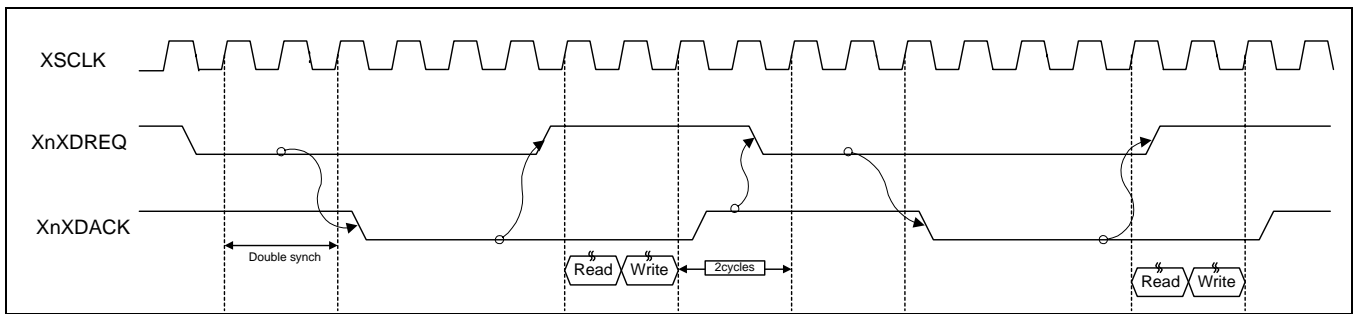 XSCLK
XnXDREQ
XnXDACK
Double synch
Read Write 2cycles Read Write